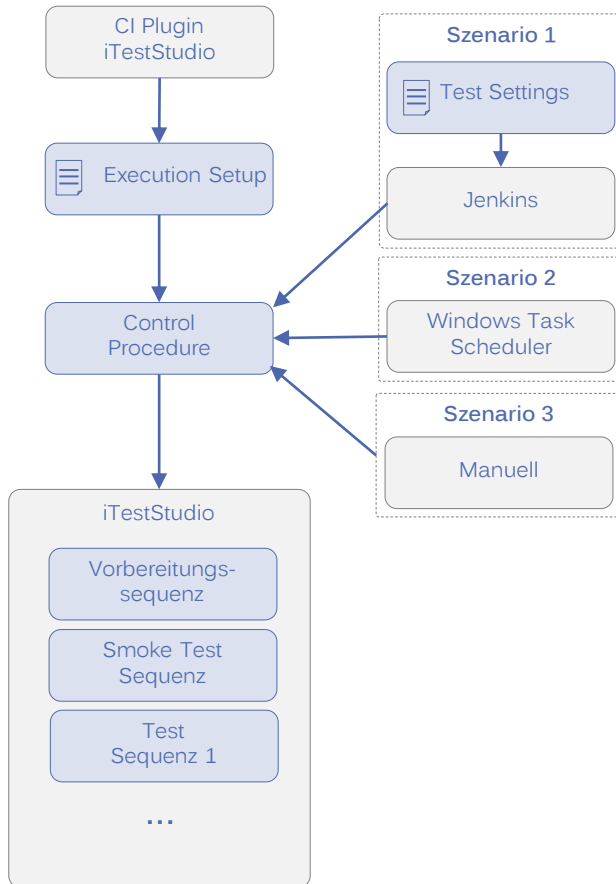 CI Plugin
iTestStudio
Execution Setup
Control
Procedure
iTestStudio
Vorbereitungs-
sequenz
Smoke Test
Sequenz
Test
Sequenz 1
...
Szenario 1
Test Settings
Jenkins
Szenario 2
Windows Task
Scheduler
Szenario 3
Manuell